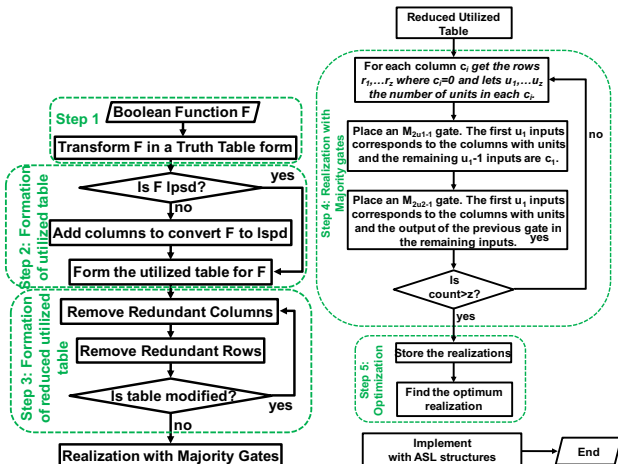 Step 1
Boolean Function F
Transform F in a Truth Table form
Step 2: Formation
of utilized table
Is F lpsd?
yes
no
Add columns to convert F to lspd
Form the utilized table for F
Step 3: Formation
of reduced utilized
table
Remove Redundant Columns
Remove Redundant Rows
Is table modified?
yes
no
Realization with Majority Gates
Reduced Utilized
Table
Step 4: Realization with
Majority gates
For each column ci get the rows
r1,...rz where ci=0 and lets u1,...uz
the number of units in each ci.
no
Place an M2u1-1 gate. The first u1 inputs
corresponds to the columns with units
and the remaining u1-1 inputs are c1.
Place an M2u2-1 gate. The first u1 inputs
corresponds to the columns with units
and the output of the previous gate in
the remaining inputs.
yes
Is
count>z?
yes
Step 5:
Optimization
Store the realizations
Find the optimum
realization
Implement
with ASL structures
End